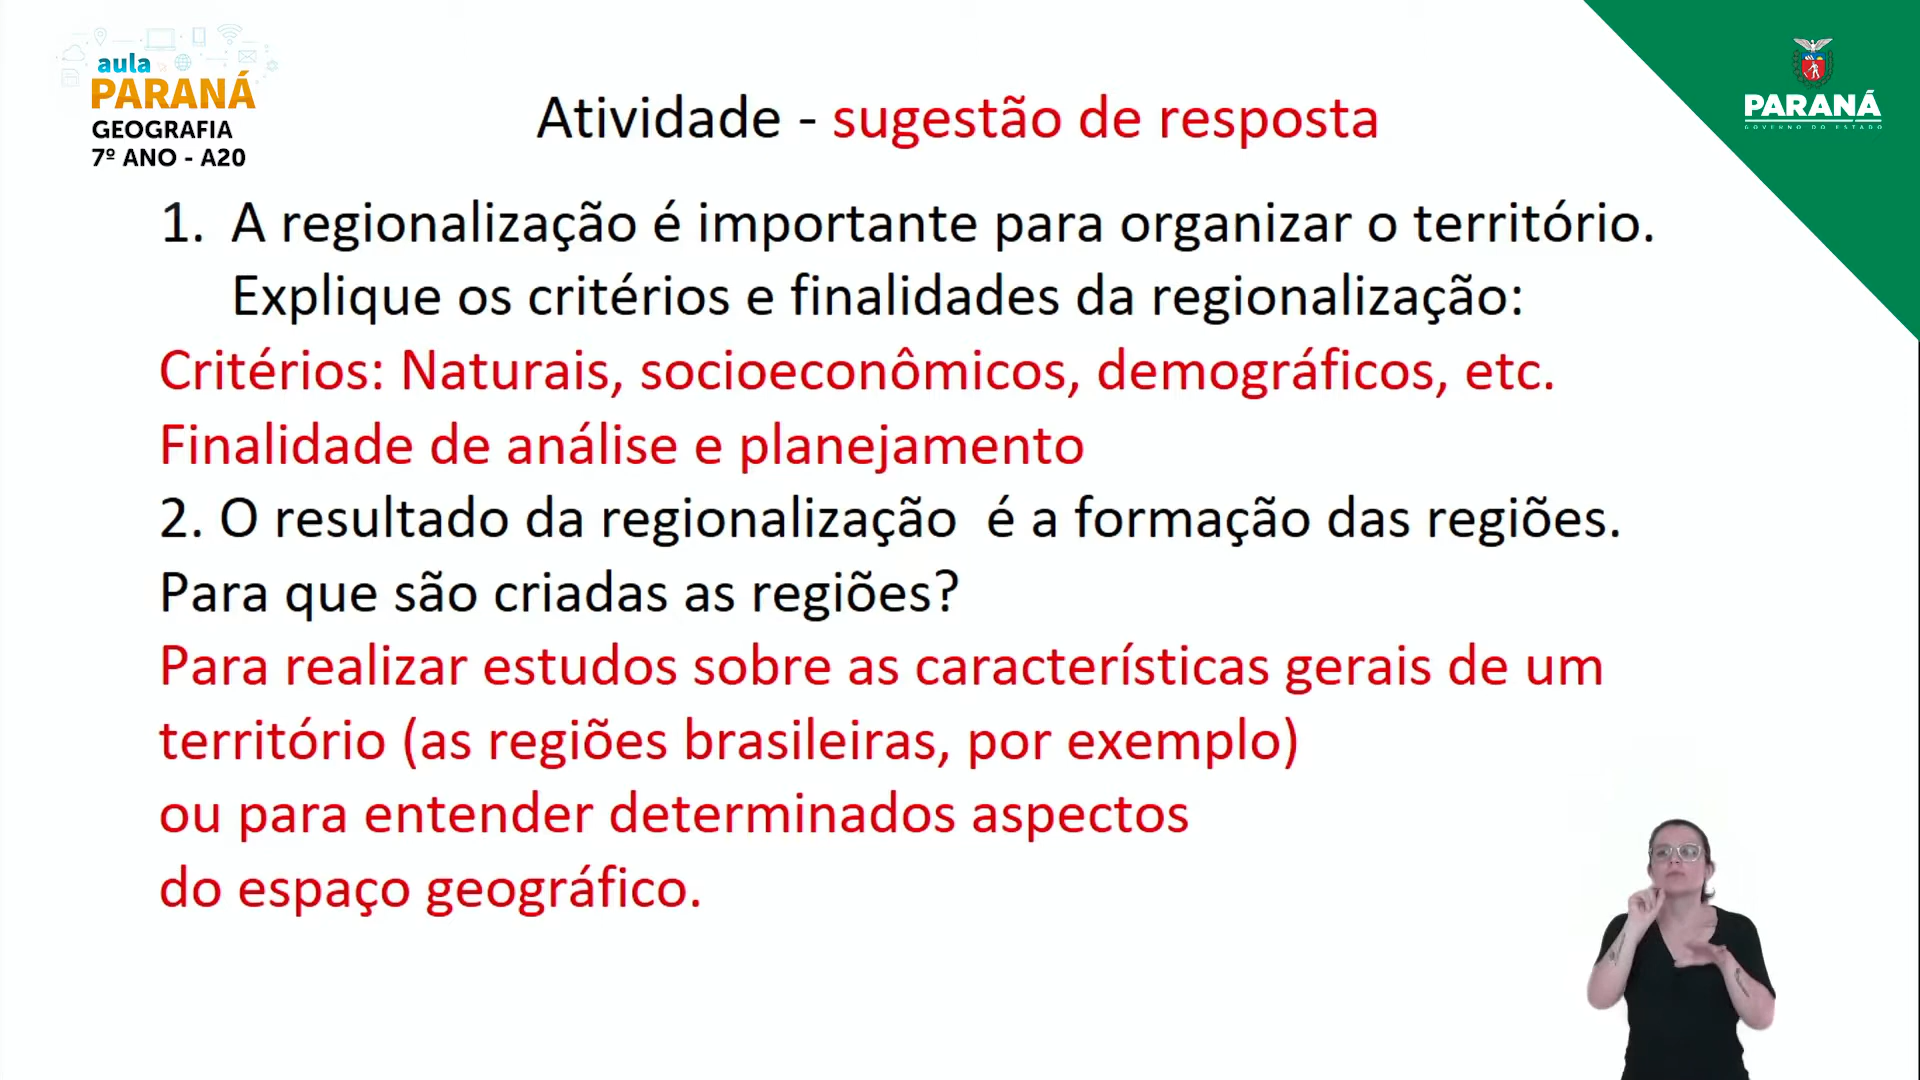 aula
PARANÁ
GEOGRAFIA
7º ANO - A20
PARANÁ
GOVERNO DO ESTADO
Atividade - sugestão de resposta
1. A regionalização é importante para organizar o território.
Explique os critérios e finalidades da regionalização:
Critérios: Naturais, socioeconômicos, demográficos, etc.
Finalidade de análise e planejamento
2. O resultado da regionalização é a formação das regiões.
Para que são criadas as regiões?
Para realizar estudos sobre as características gerais de um
território (as regiões brasileiras, por exemplo)
ou para entender determinados aspectos
do espaço geográfico.